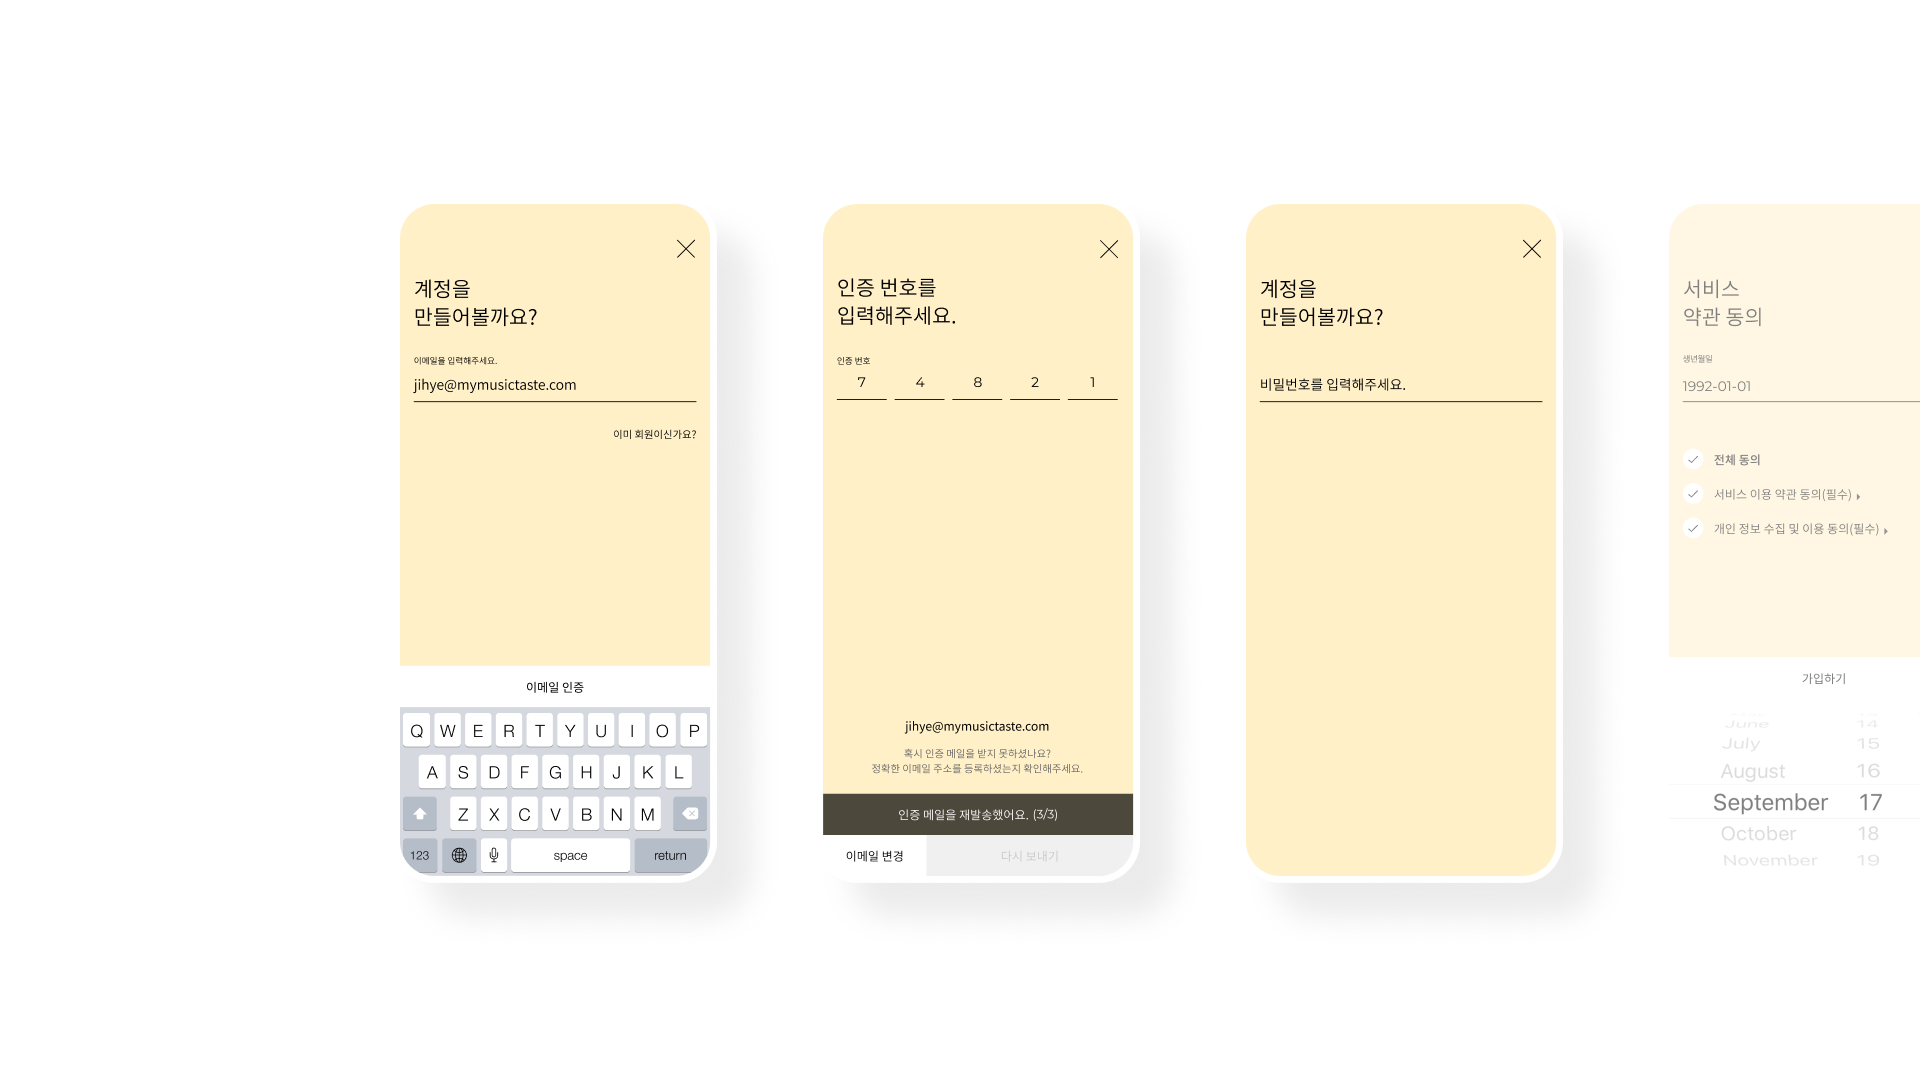 계정을
만들어볼까요?
이메일을 입력해주세요.
jihye@mymusictaste.com
이미 회원이신가요?
이메일 인증
Q W E R T Y U I O P
A S D F G H J K L
Z X C V B N M
123 space return
인증 번호를
입력해주세요.
인증 번호
7 4 8 2 1
jihye@mymusictaste.com
혹시 인증 메일을 받지 못하셨나요?
정확한 이메일 주소를 등록하셨는지 확인해주세요.
인증 메일을 재발송했어요. (3/3)
이메일 변경 다시 보내기
계정을
만들어볼까요?
비밀번호를 입력해주세요.
서비스
약관 동의
생년월일
1992-01-01
전체 동의
서비스 이용 약관 동의(필수)
개인 정보 수집 및 이용 동의(필수)
가입하기
June 14
July 15
August 16
September 17
October 18
November 19